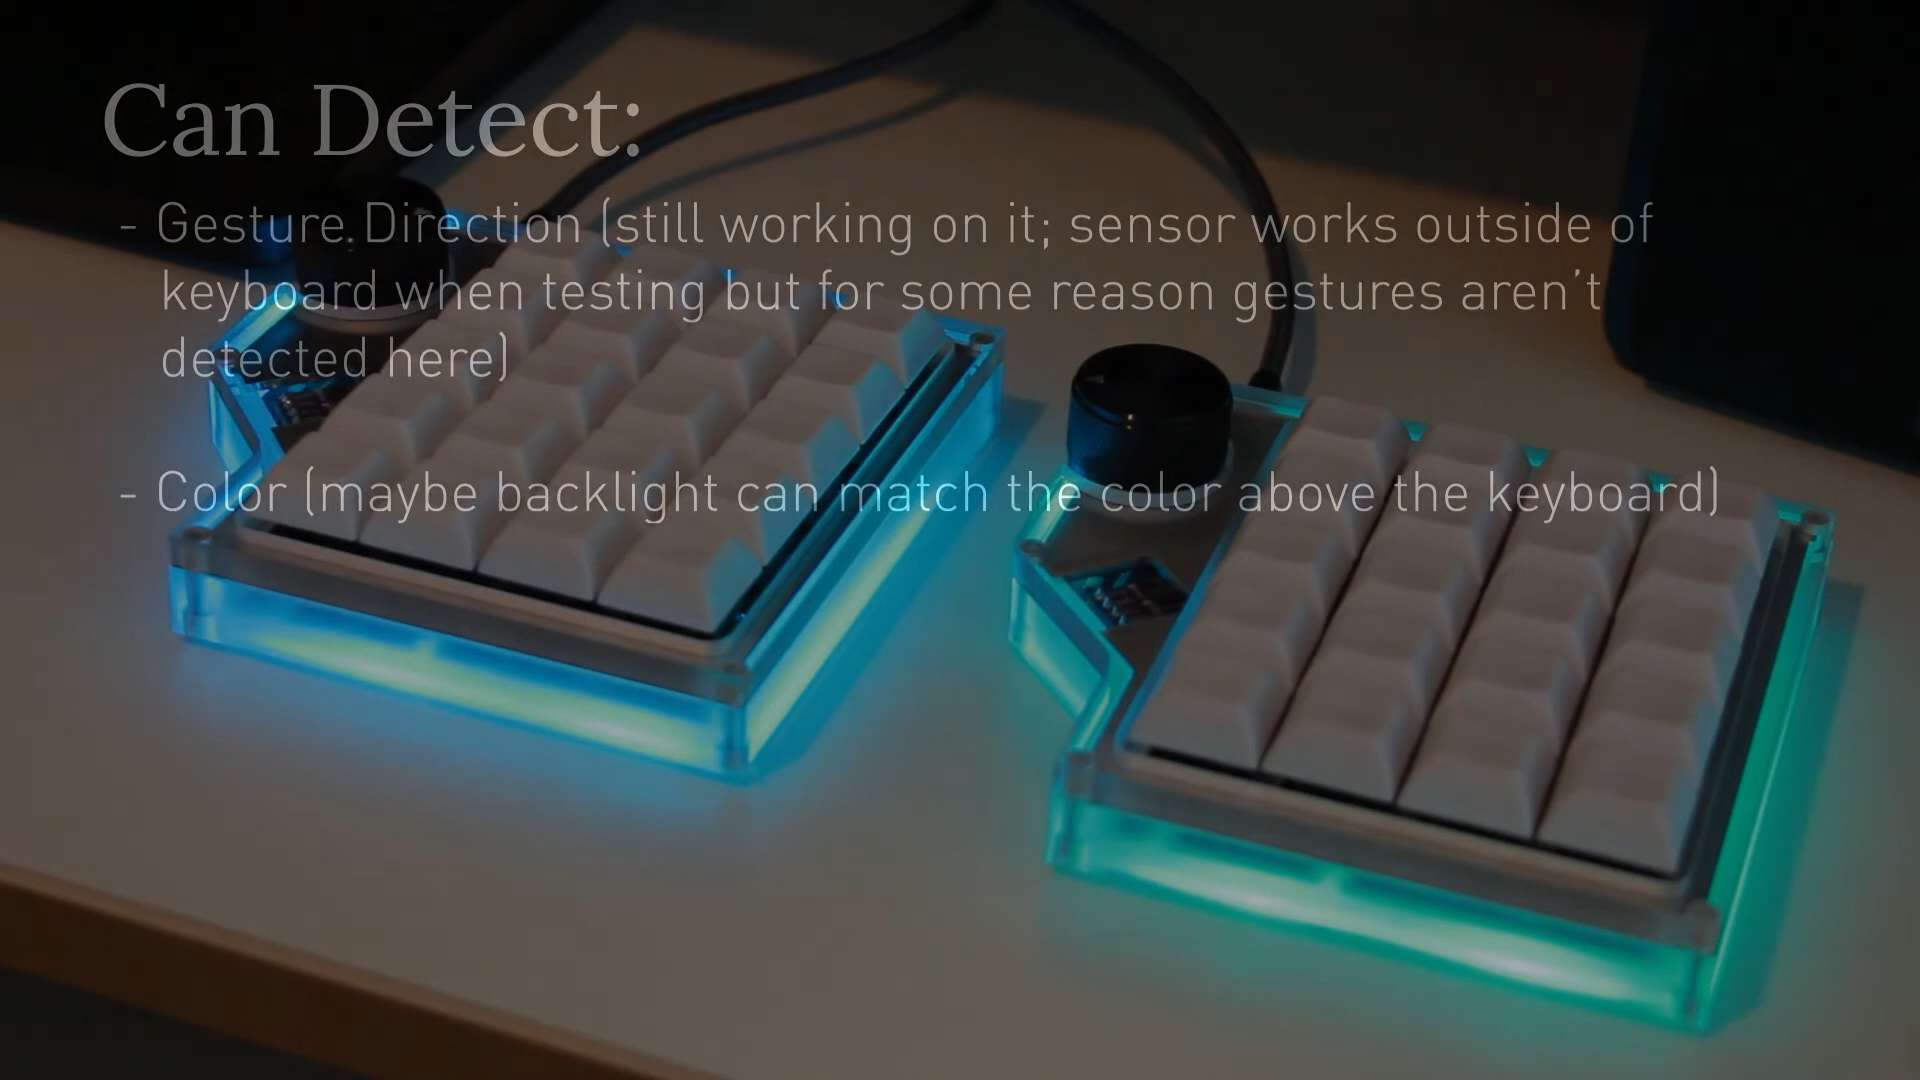 Can Detect:
- Gesture Direction (still working on it; sensor works outside of
keyboard when testing but for some reason gestures aren't
detected here)
- Color (maybe backlight can match the color above the keyboard)